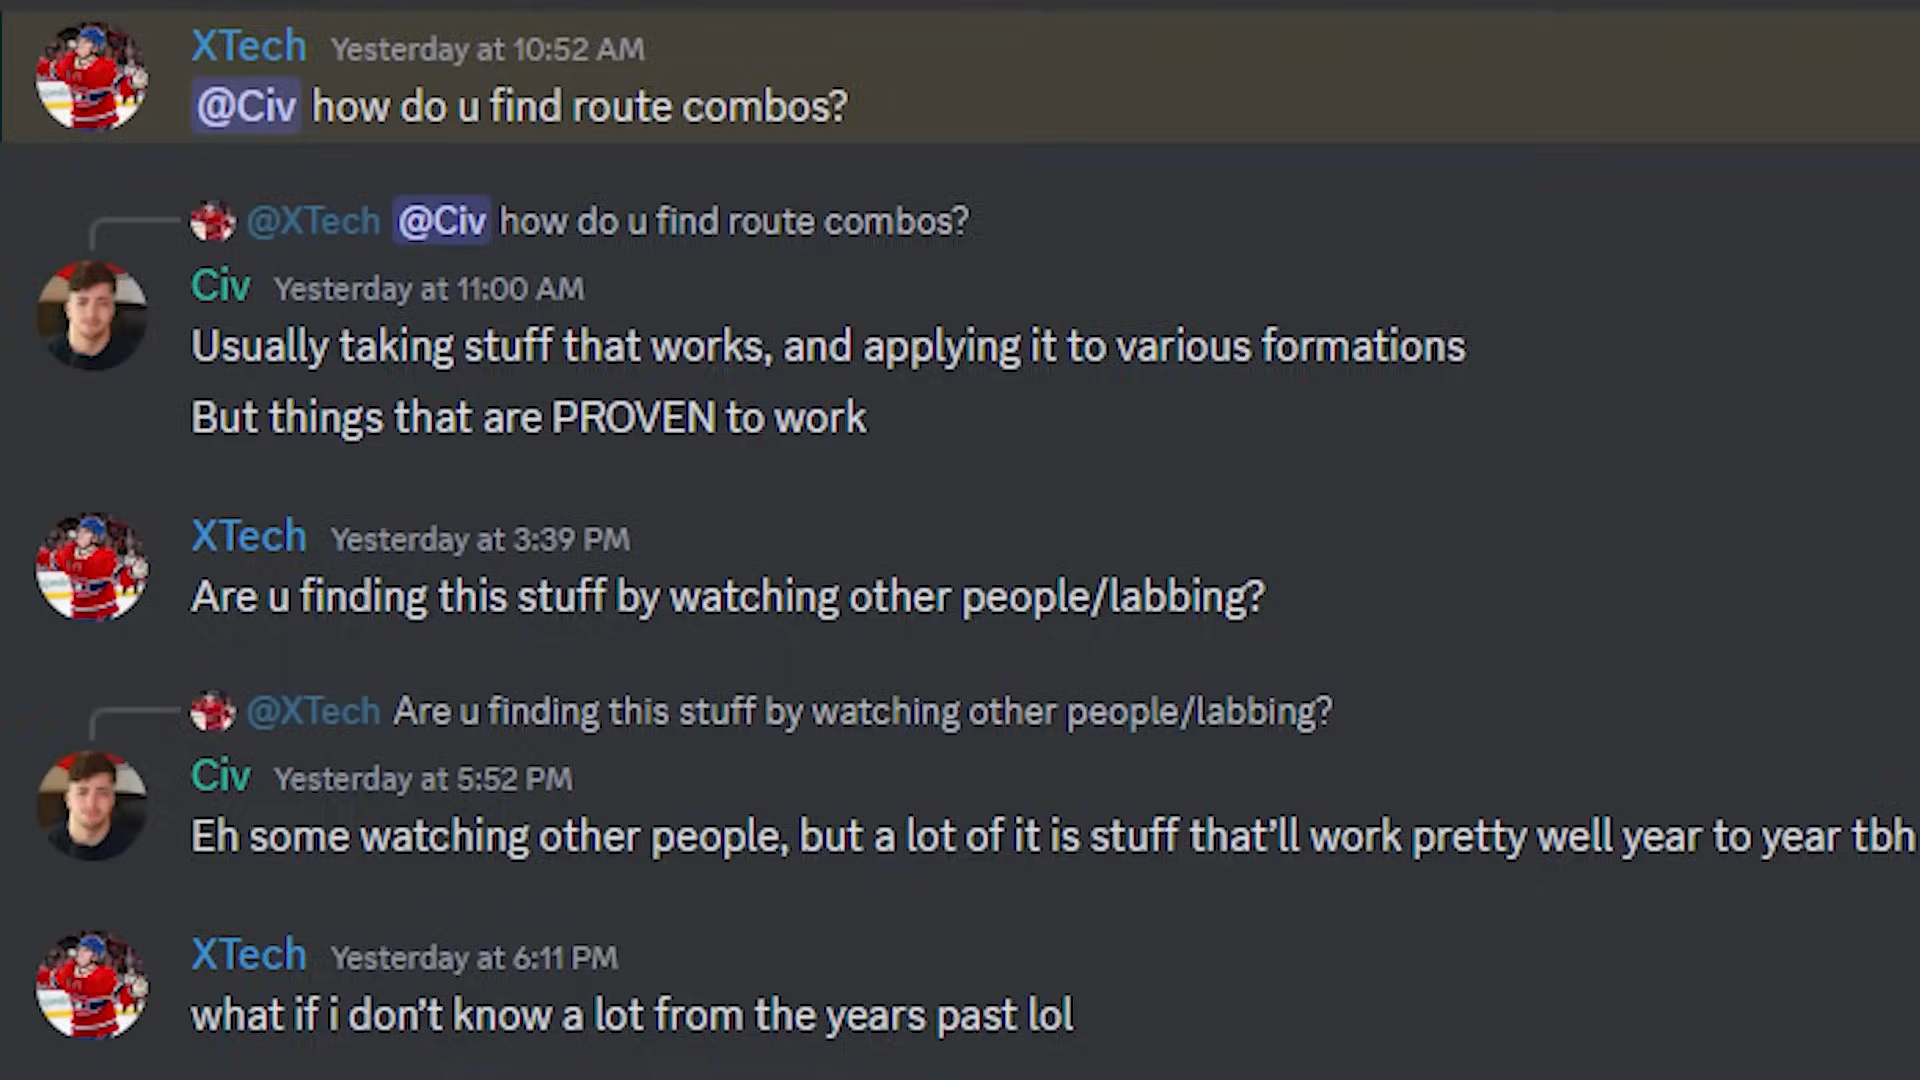 XTech Yesterday at 10:52 AM
@Civ how do u find route combos?
@XTech @Civ how do u find route combos?
Civ Yesterday at 11:00 AM
Usually taking stuff that works, and applying it to various formations
But things that are PROVEN to work
XTech Yesterday at 3:39 PM
Are u finding this stuff by watching other people/labbing?
@XTech Are u finding this stuff by watching other people/labbing?
Civ Yesterday at 5:52 PM
Eh some watching other people, but a lot of it is stuff that’ll work pretty well year to year tbh
XTech Yesterday at 6:11 PM
what if i don’t know a lot from the years past lol